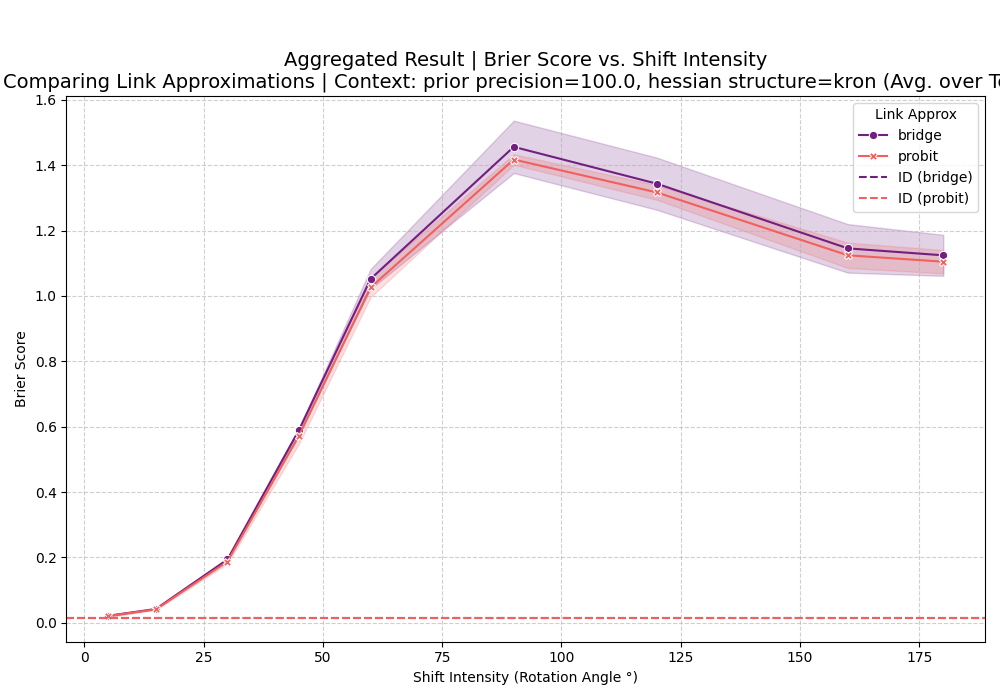 Aggregated Result | Brier Score vs. Shift Intensity
Comparing Link Approximations | Context: prior precision=100.0, hessian structure=kron (Avg. over
Link Approx
bridge
probit
ID (bridge)
ID (probit)
Brier Score
1.6
1.4
1.2
1.0
0.8
0.6
0.4
0.2
0.0
0
25
50
75
100
125
150
175
Shift Intensity (Rotation Angle °)